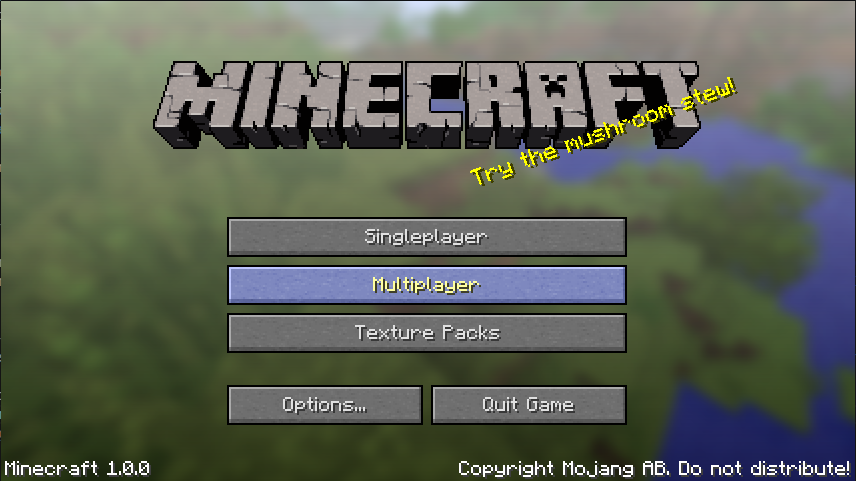 MINECRAFT
Try the mushroom stew!
Singleplayer
Multiplayer
Texture Packs
Options...
Quit Game
Minecraft 1.0.0
Copyright Mojang AB. Do not distribute!